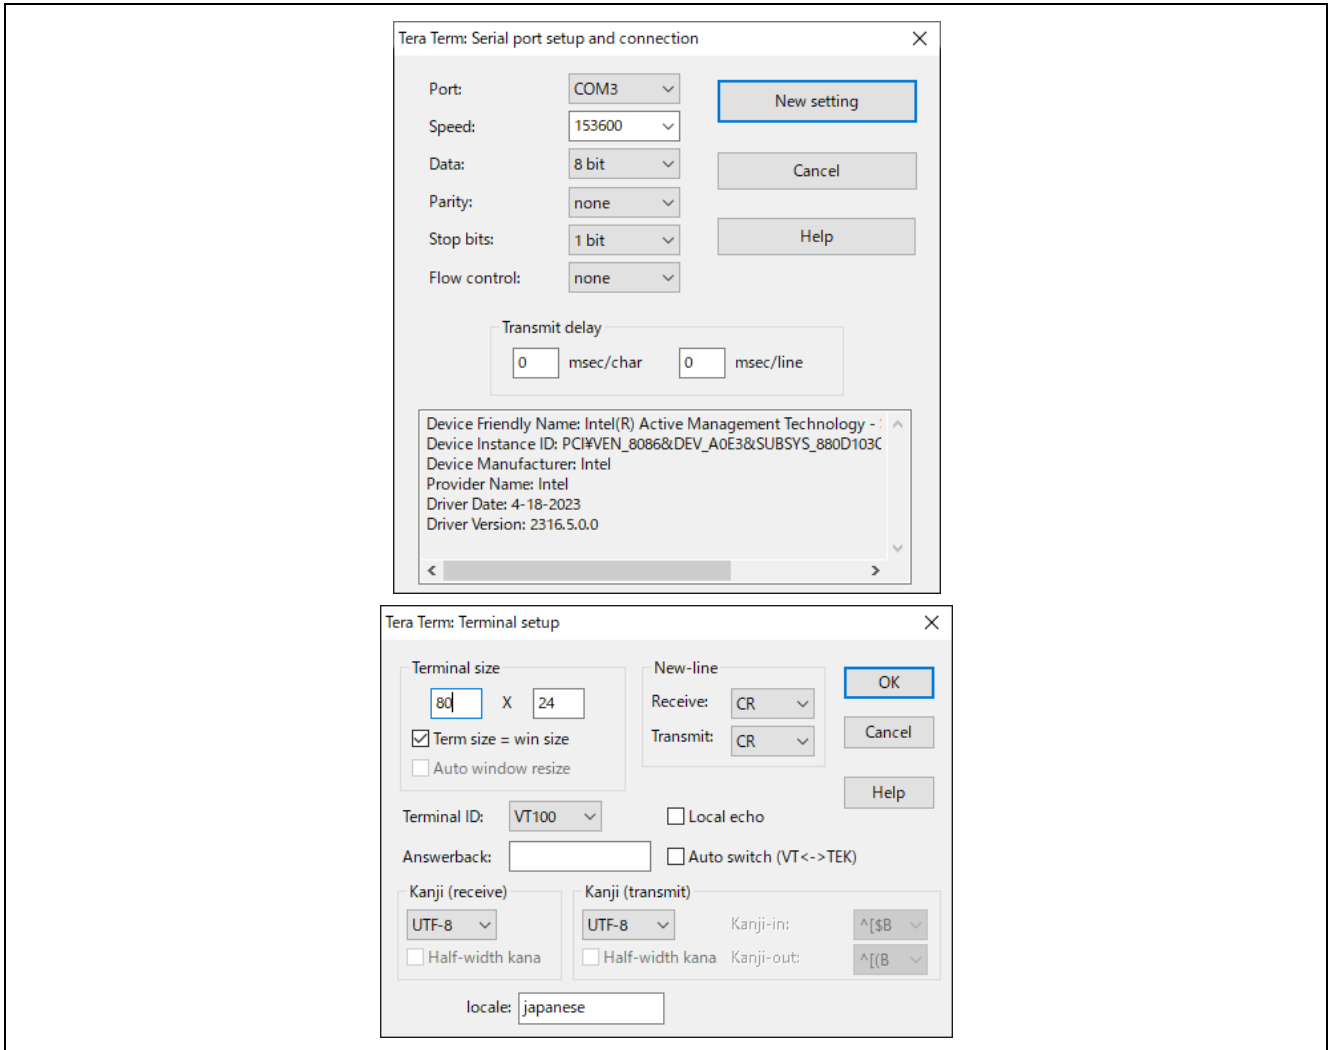 Tera Term: Serial port setup and connection
Port: COM3 New setting
Speed: 153600
Data: 8 bit Cancel
Parity: none
Stop bits: 1 bit Help
Flow control: none
Transmit delay
0 msec/char 0 msec/line
Device Friendly Name: Intel(R) Active Management Technology -
Device Instance ID: PCI¥VEN_8086&DEV_A0E3&SUBSYS_880D103C
Device Manufacturer: Intel
Provider Name: Intel
Driver Date: 4-18-2023
Driver Version: 2316.5.0.0
Tera Term: Terminal setup
Terminal size New-line
80 X 24 Receive: CR OK
Term size = win size Transmit: CR Cancel
Auto window resize
Help
Terminal ID: VT100 Local echo
Answerback: Auto switch (VT<->TEK)
Kanji (receive) Kanji (transmit)
UTF-8 UTF-8 Kanji-in: ^[$B
Half-width kana Half-width kana Kanji-out: ^[(B
locale: japanese